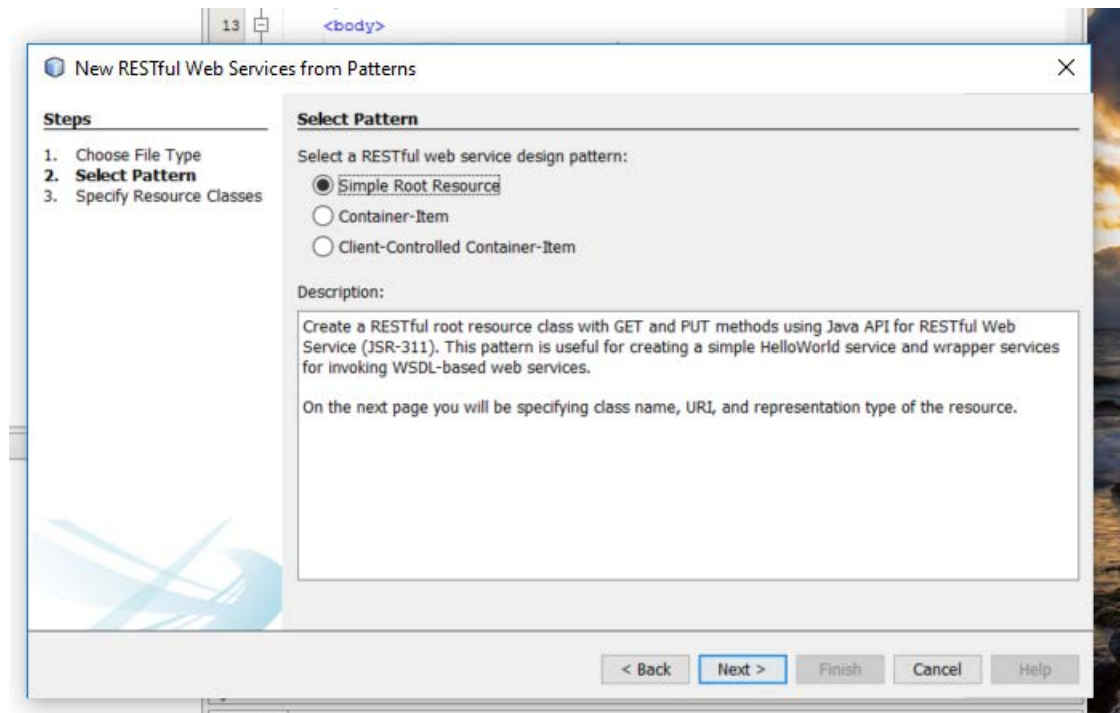 13 <body>
New RESTful Web Services from Patterns
Steps
1. Choose File Type
2. Select Pattern
3. Specify Resource Classes
Select Pattern
Select a RESTful web service design pattern:
Simple Root Resource
Container-Item
Client-Controlled Container-Item
Description:
Create a RESTful root resource class with GET and PUT methods using Java API for RESTful Web
Service (JSR-311). This pattern is useful for creating a simple HelloWorld service and wrapper services
for invoking WSDL-based web services.
On the next page you will be specifying class name, URI, and representation type of the resource.
< Back Next > Finish Cancel Help